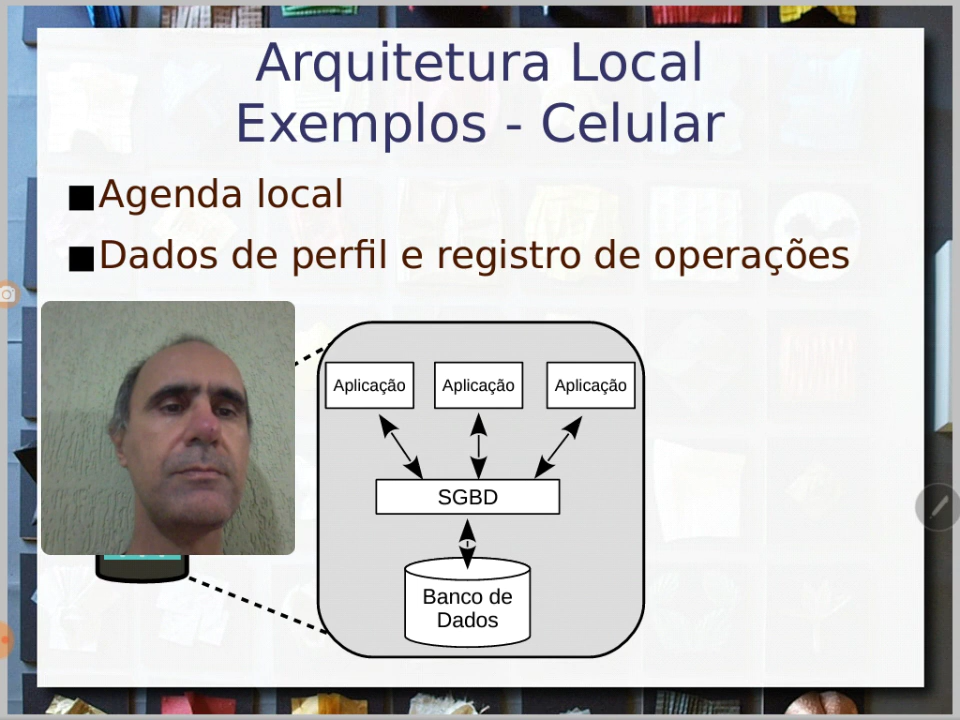 Arquitetura Local
Exemplos - Celular
■Agenda local
■Dados de perfil e registro de operações
Aplicação Aplicação Aplicação
SGBD
Banco de
Dados